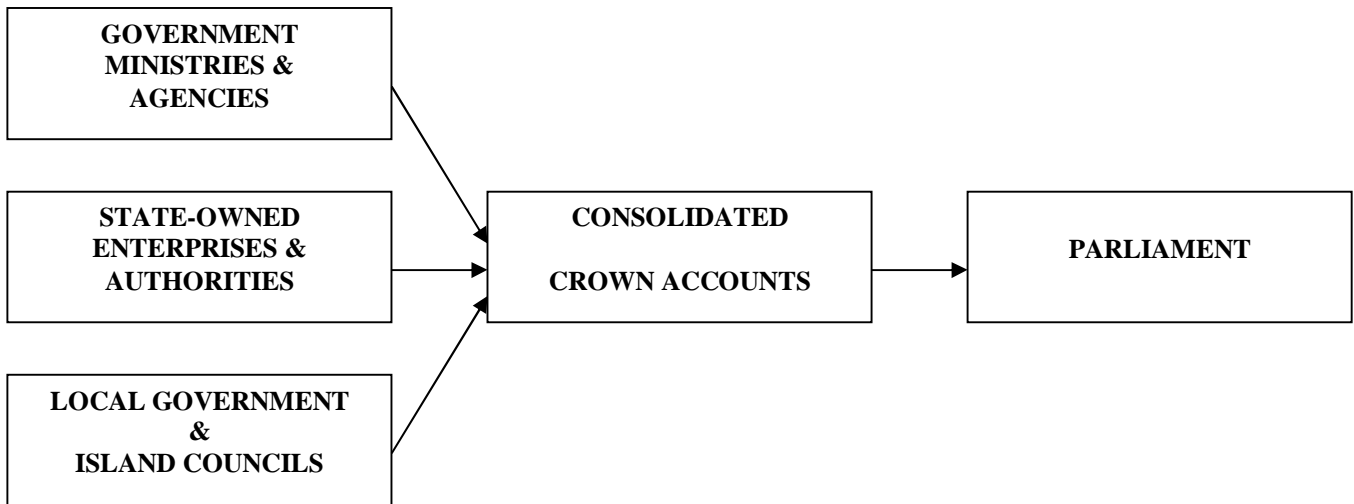 GOVERNMENT
MINISTRIES &
AGENCIES
STATE-OWNED
ENTERPRISES &
AUTHORITIES
LOCAL GOVERNMENT
&
ISLAND COUNCILS
CONSOLIDATED
CROWN ACCOUNTS
PARLIAMENT